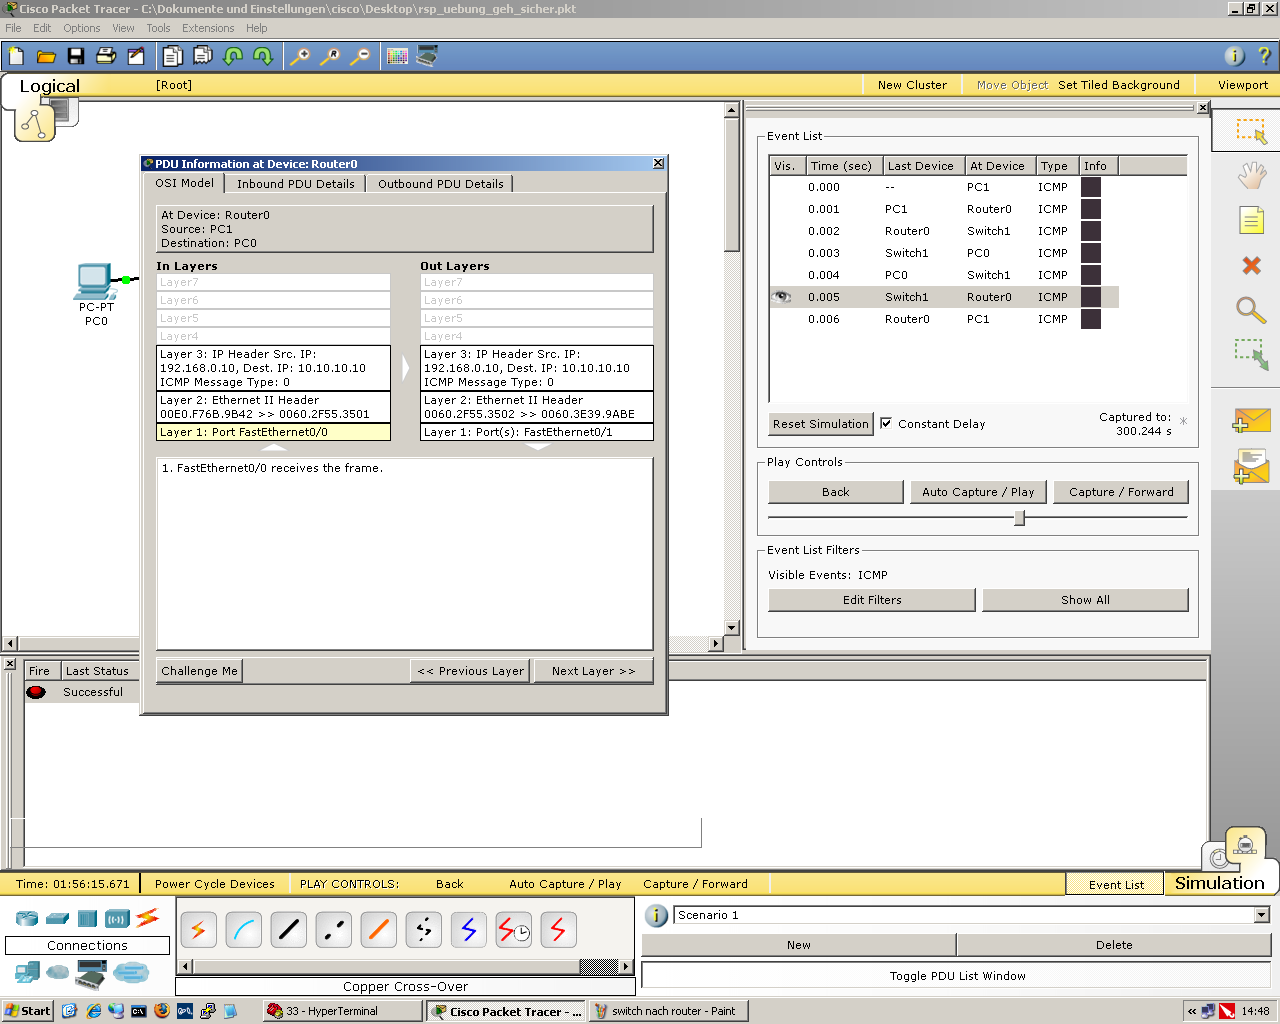 Cisco Packet Tracer - C:\Dokumente und Einstellungen\cisco\Desktop\rsp_uebung_geh_sicher.pkt
File Edit Options View Tools Extensions Help
Logical [Root] New Cluster Move Object Set Tiled Background Viewport
PC-PT
PC0
PDU Information at Device: Router0
OSI Model Inbound PDU Details Outbound PDU Details
At Device: Router0
Source: PC1
Destination: PC0
In Layers
Layer7
Layer6
Layer5
Layer4
Layer 3: IP Header Src. IP:
192.168.0.10, Dest. IP: 10.10.10.10
ICMP Message Type: 0
Layer 2: Ethernet II Header
00E0.F76B.9B42 >> 0060.2F55.3501
Layer 1: Port FastEthernet0/0
Out Layers
Layer7
Layer6
Layer5
Layer4
Layer 3: IP Header Src. IP:
192.168.0.10, Dest. IP: 10.10.10.10
ICMP Message Type: 0
Layer 2: Ethernet II Header
0060.2F55.3502 >> 0060.3E39.9ABE
Layer 1: Port(s): FastEthernet0/1
1. FastEthernet0/0 receives the frame.
Challenge Me << Previous Layer Next Layer >>
Event List
Vis. Time (sec) Last Device At Device Type Info
0.000 -- PC1 ICMP
0.001 PC1 Router0 ICMP
0.002 Router0 Switch1 ICMP
0.003 Switch1 PC0 ICMP
0.004 PC0 Switch1 ICMP
0.005 Switch1 Router0 ICMP
0.006 Router0 PC1 ICMP
Reset Simulation Constant Delay Captured to: *
300.244 s
Play Controls
Back Auto Capture / Play Capture / Forward
Event List Filters
Visible Events: ICMP
Edit Filters Show All
Fire Last Status
Successful
Time: 01:56:15.671 Power Cycle Devices PLAY CONTROLS: Back Auto Capture / Play Capture / Forward Event List Simulation
Connections
Copper Cross-Over
Scenario 1
New Delete
Toggle PDU List Window
Start 33 - HyperTerminal Cisco Packet Tracer - ... switch nach router - Paint « 14:48